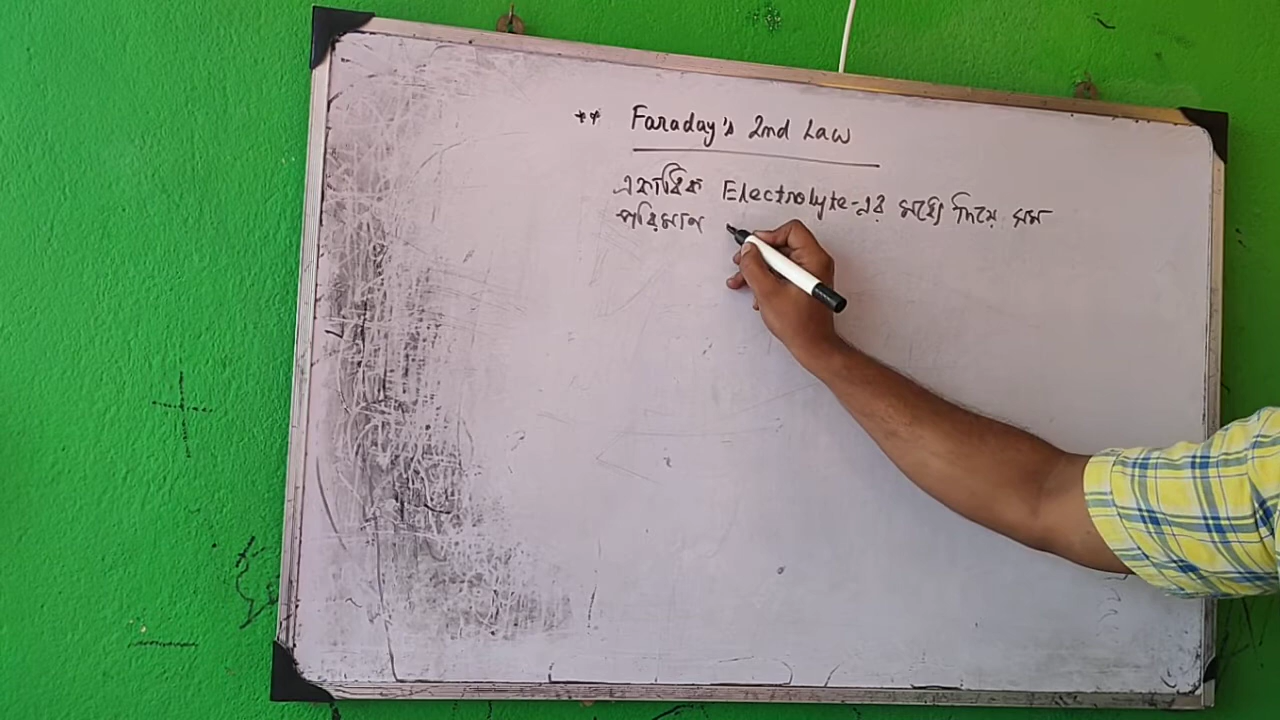 ** Faraday's 2nd Law
একাধিক Electrolyte-এর মধ্যে দিয়ে সম
পরিমান